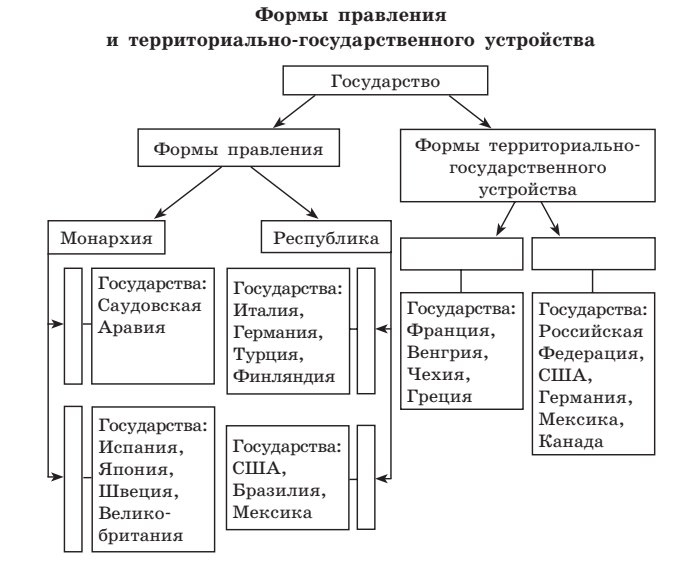 Формы правления
и территориально-государственного устройства
Государство
Формы правления
Формы территориально-
государственного
устройства
Монархия
Республика
Государства:
Саудовская
Аравия
Государства:
Италия,
Германия,
Турция,
Финляндия
Государства:
Франция,
Венгрия,
Чехия,
Греция
Государства:
Российская
Федерация,
США,
Германия,
Мексика,
Канада
Государства:
Испания,
Япония,
Швеция,
Велико-
британия
Государства:
США,
Бразилия,
Мексика